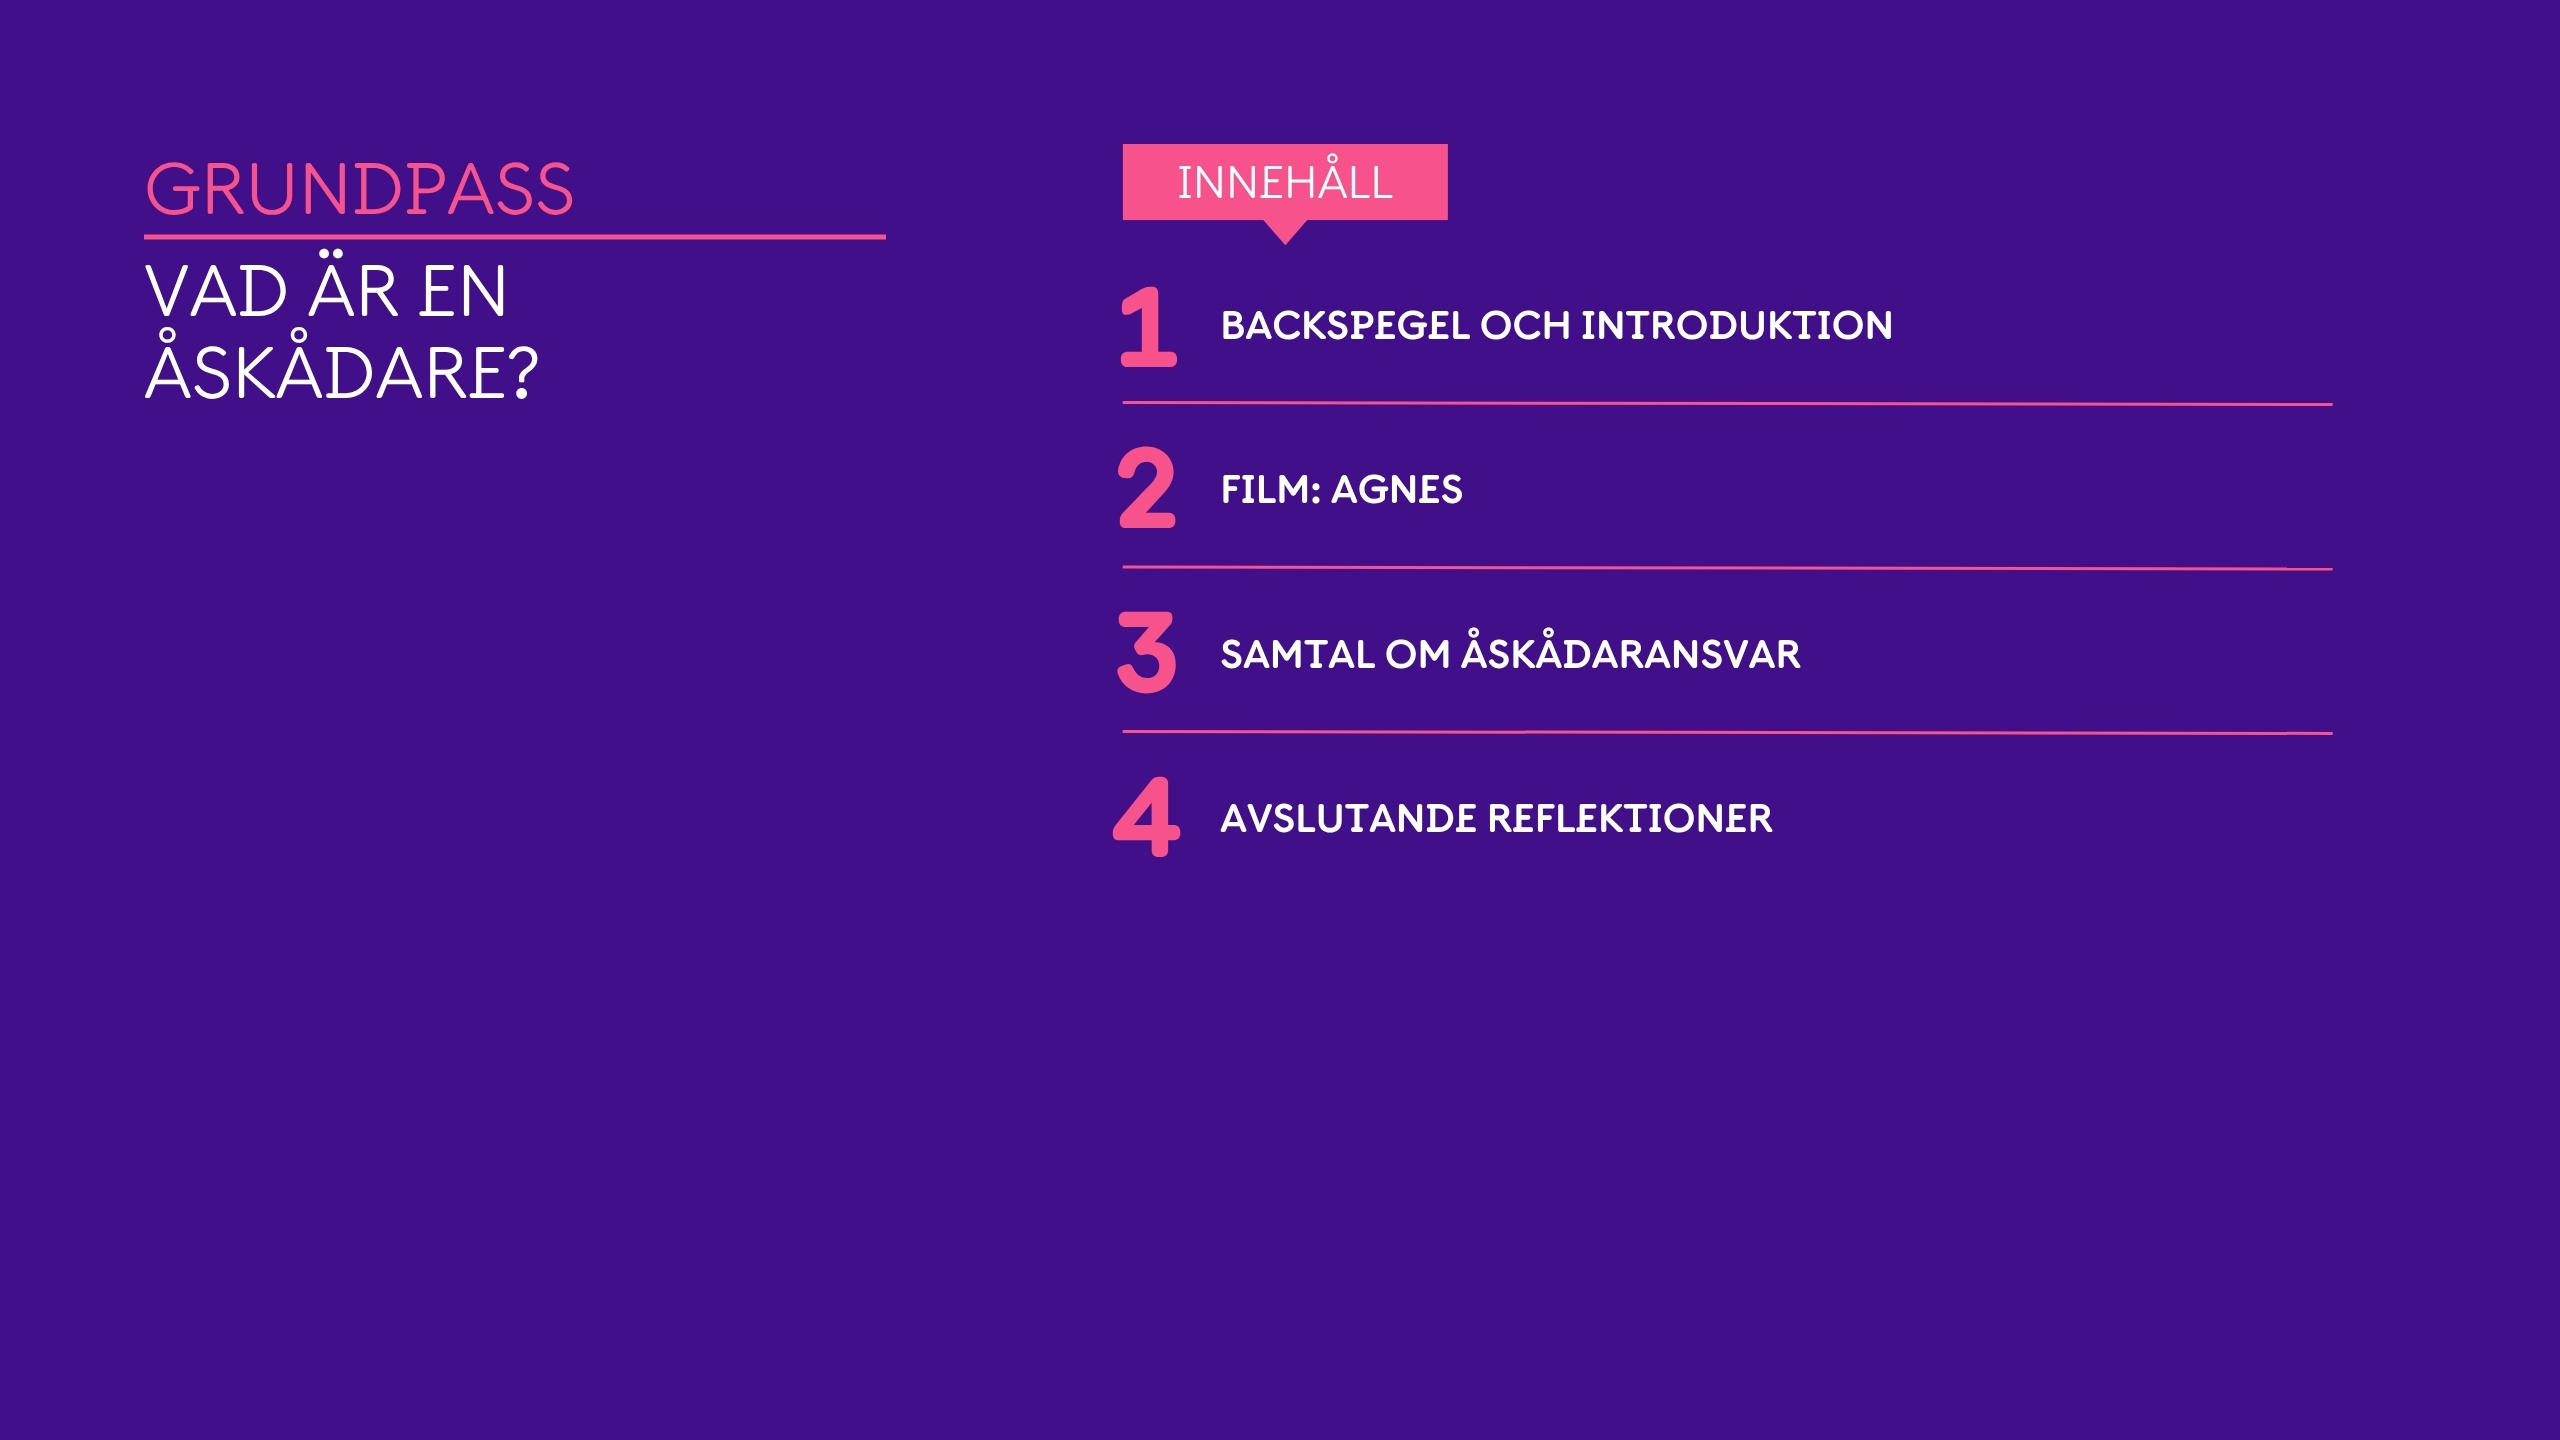 GRUNDPASS
VAD ÄR EN
ÅSKÅDARE?
INNEHÅLL
1 BACKSPEGEL OCH INTRODUKTION
2 FILM: AGNES
3 SAMTAL OM ÅSKÅDARANSVAR
4 AVSLUTANDE REFLEKTIONER